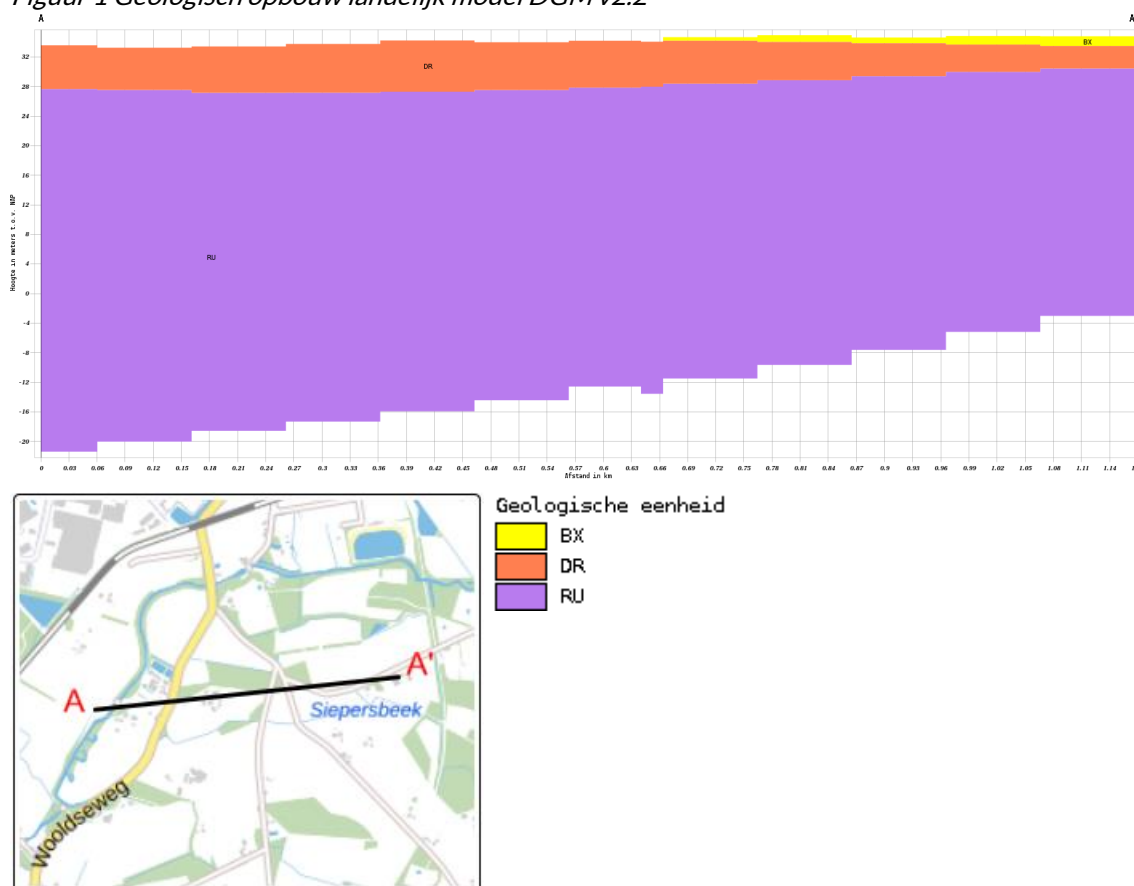 Figuur 1 Geologisch opbouw landelijk model DGM v2.2
A A
32
28
24
20
16
12
8
4
0
-4
-8
-12
-16
-20
Hoogte in meters t.o.v. NAP
BX
DR
RU
0 0.03 0.06 0.09 0.12 0.15 0.18 0.21 0.24 0.27 0.3 0.33 0.36 0.39 0.42 0.45 0.48 0.51 0.54 0.57 0.6 0.63 0.66 0.69 0.72 0.75 0.78 0.81 0.84 0.87 0.9 0.93 0.96 0.99 1.02 1.05 1.08 1.11 1.14
Afstand in km
A
A'
Siepersbeek
Wooldseweg
Geologische eenheid
BX
DR
RU